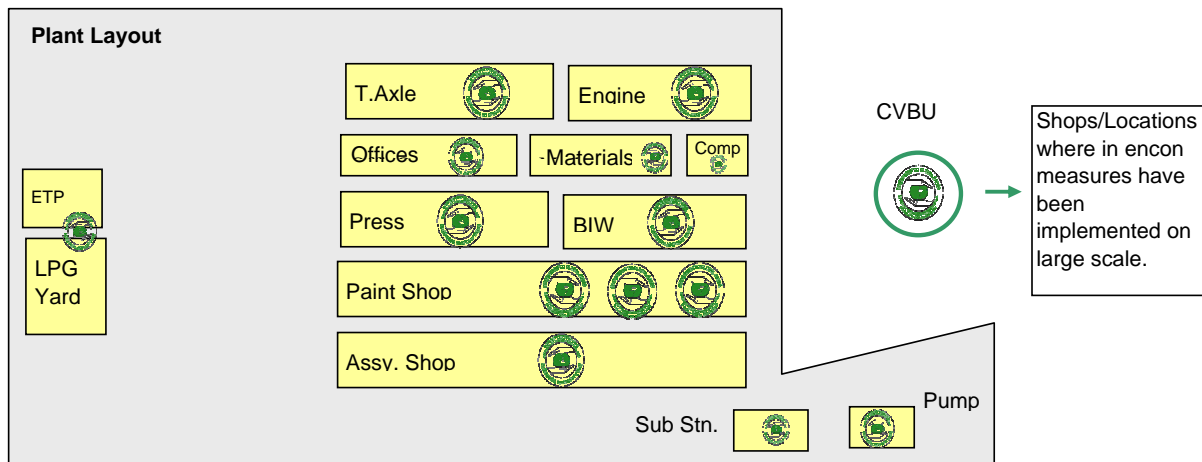 Plant Layout
T.Axle
Engine
CVBU
Shops/Locations
where in encon
measures have
been
implemented on
large scale.
Offices
-Materials
Comp
ETP
Press
BIW
LPG
Yard
Paint Shop
Assy. Shop
Sub Stn.
Pump